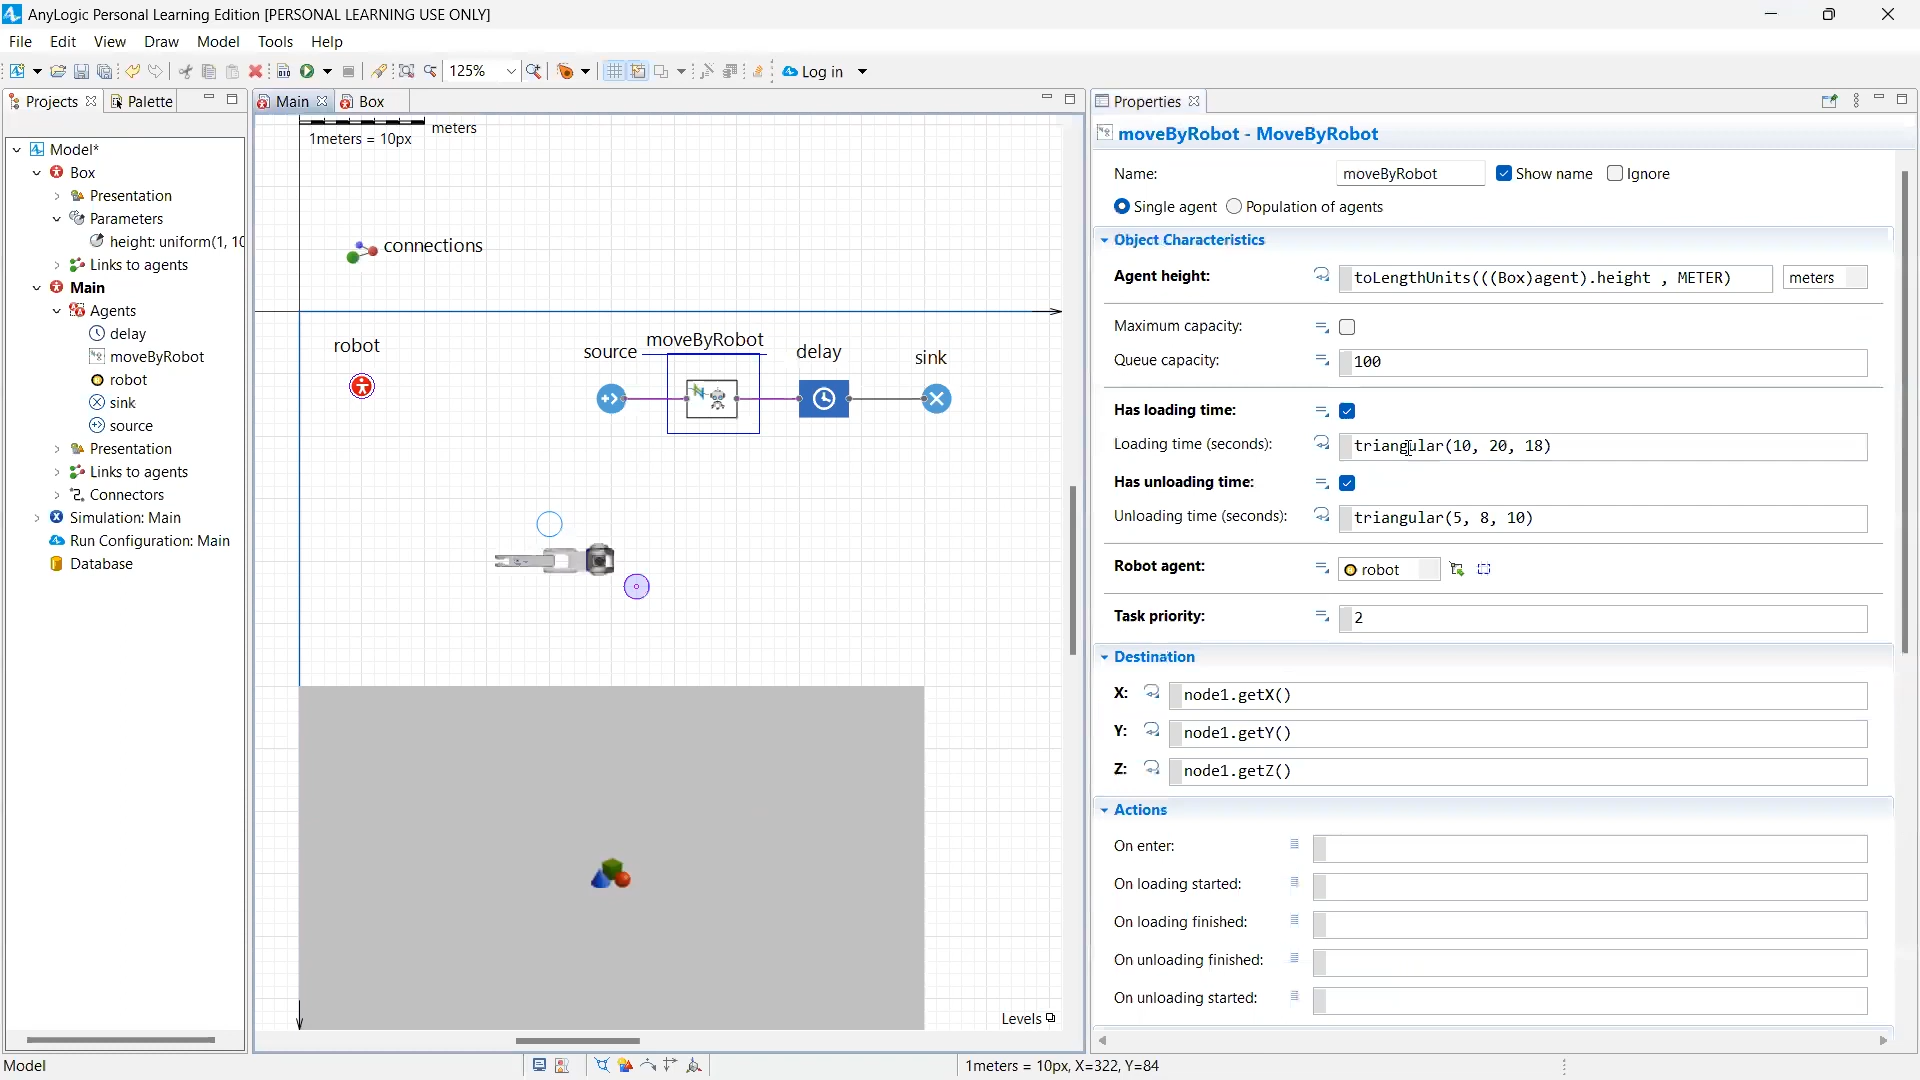 AnyLogic Personal Learning Edition [PERSONAL LEARNING USE ONLY]
File Edit View Draw Model Tools Help
125% Log in
Projects Palette
Model*
Box
Presentation
Parameters
height: uniform(1, 10
Links to agents
Main
Agents
delay
moveByRobot
robot
sink
source
Presentation
Links to agents
Connectors
Simulation: Main
Run Configuration: Main
Database
Main Box
meters
1meters = 10px
connections
robot
source moveByRobot delay sink
Levels
Properties
moveByRobot - MoveByRobot
Name: moveByRobot Show name Ignore
Single agent Population of agents
Object Characteristics
Agent height: toLengthUnits(((Box)agent).height , METER) meters
Maximum capacity:
Queue capacity: 100
Has loading time:
Loading time (seconds): triangular(10, 20, 18)
Has unloading time:
Unloading time (seconds): triangular(5, 8, 10)
Robot agent: robot
Task priority: 2
Destination
X: node1.getX()
Y: node1.getY()
Z: node1.getZ()
Actions
On enter:
On loading started:
On loading finished:
On unloading finished:
On unloading started:
Model 1meters = 10px, X=322, Y=84